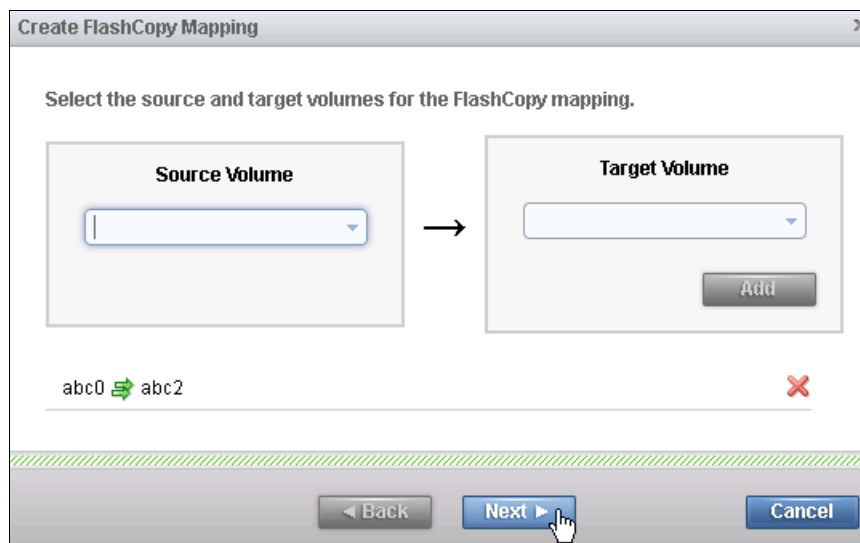 Create FlashCopy Mapping
Select the source and target volumes for the FlashCopy mapping.
Source Volume
Target Volume
Add
abc0 abc2
Back
Next
Cancel